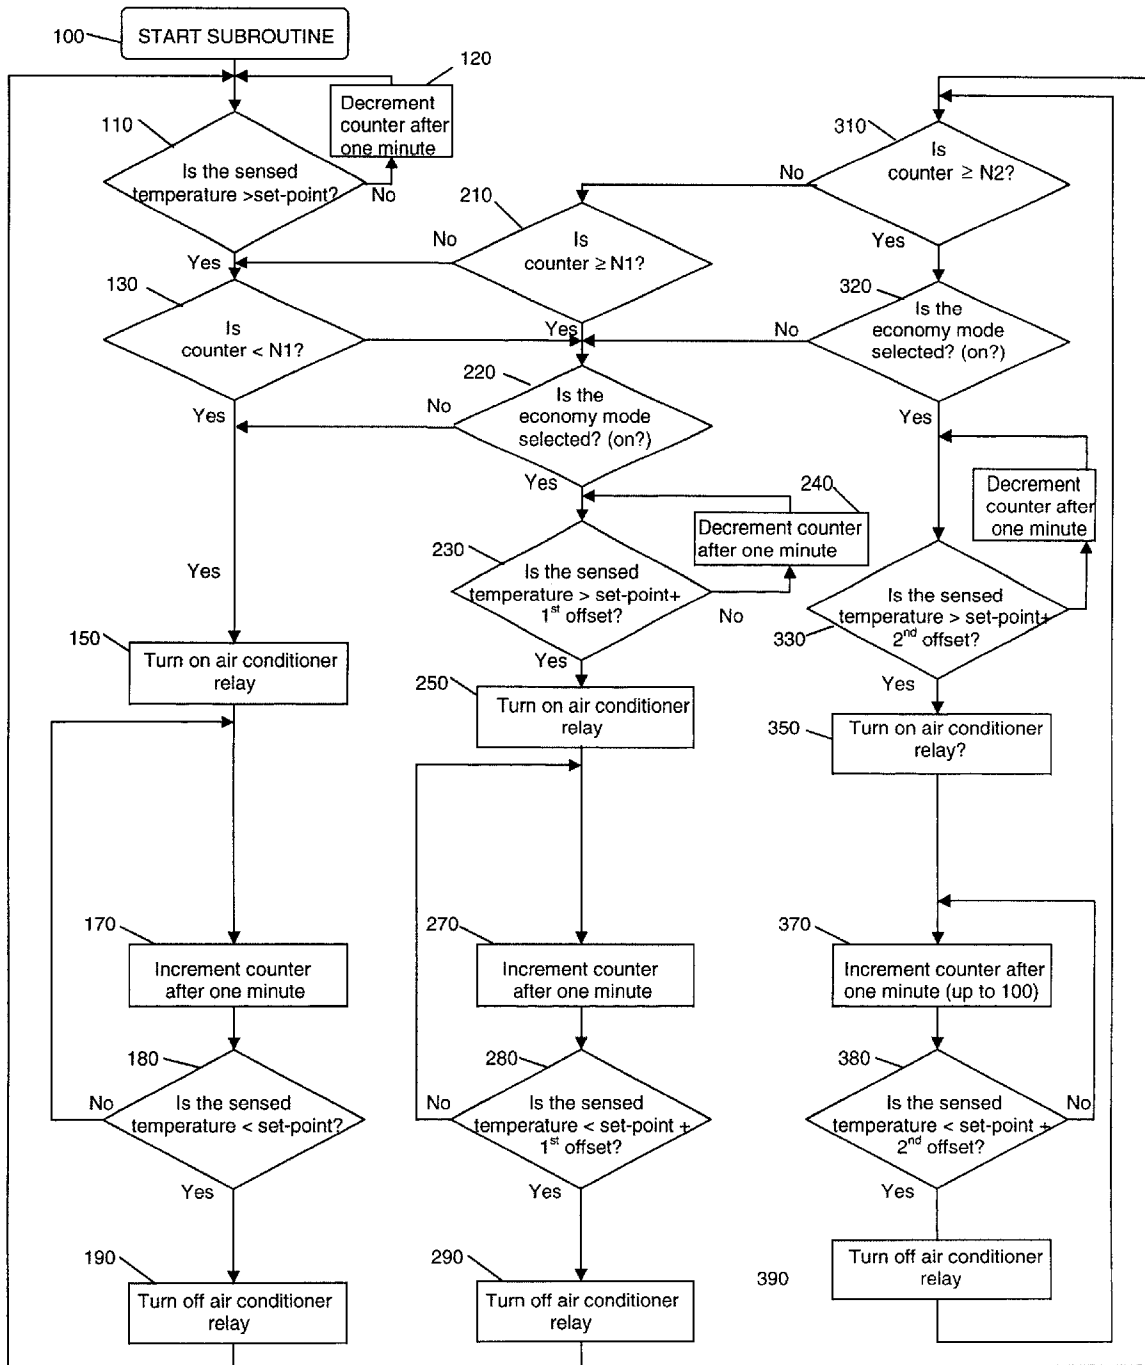 100
START SUBROUTINE
120
Decrement
counter after
one minute
110
Is the sensed
temperature >set-point?
No
Yes
310
Is
counter ≥ N2?
No
Yes
210
Is
counter ≥ N1?
No
Yes
130
Is
counter < N1?
Yes
320
Is the
economy mode
selected? (on?)
No
Yes
220
Is the
economy mode
selected? (on?)
No
Yes
240
Decrement counter
after one minute
Decrement
counter after
one minute
230
Is the sensed
temperature > set-point+
1st offset?
No
Yes
Yes
330
Is the sensed
temperature > set-point+
2nd offset?
Yes
150
Turn on air conditioner
relay
250
Turn on air conditioner
relay
350
Turn on air conditioner
relay?
170
Increment counter
after one minute
270
Increment counter
after one minute
370
Increment counter after
one minute (up to 100)
180
Is the sensed
temperature < set-point?
No
Yes
280
Is the sensed
temperature < set-point +
1st offset?
No
Yes
380
Is the sensed
temperature < set-point +
2nd offset?
No
Yes
190
Turn off air conditioner
relay
290
Turn off air conditioner
relay
390
Turn off air conditioner
relay